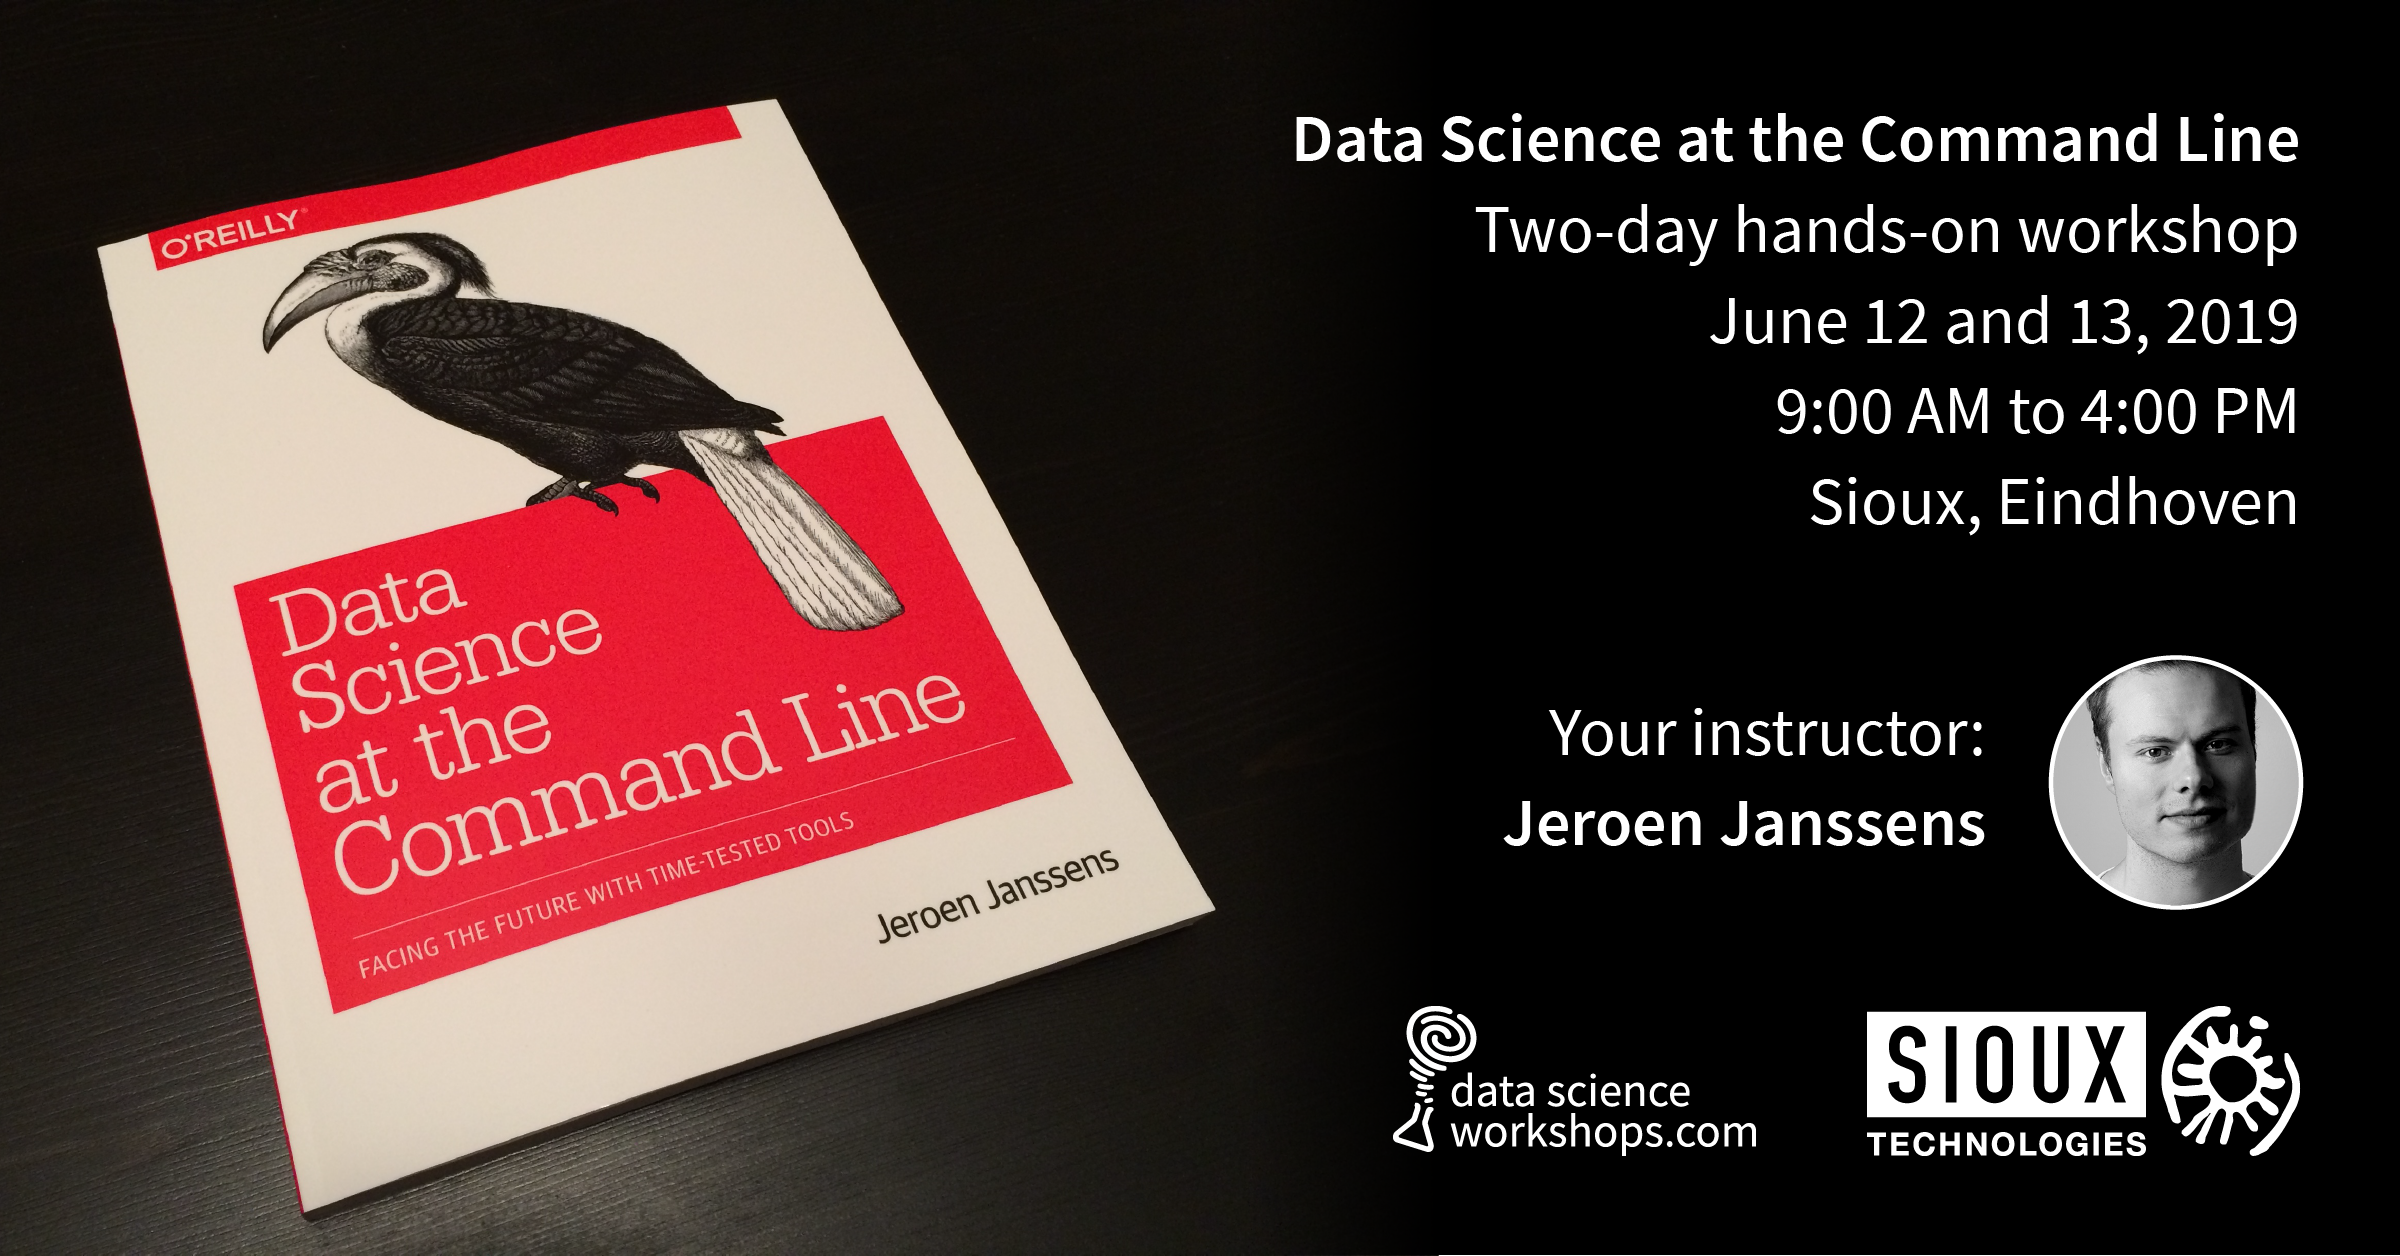 O'REILLY®
Data
Science
at the
Command Line
FACING THE FUTURE WITH TIME-TESTED TOOLS
Jeroen Janssens
Data Science at the Command Line
Two-day hands-on workshop
June 12 and 13, 2019
9:00 AM to 4:00 PM
Sioux, Eindhoven
Your instructor:
Jeroen Janssens
data science
workshops.com
SIOUX
TECHNOLOGIES